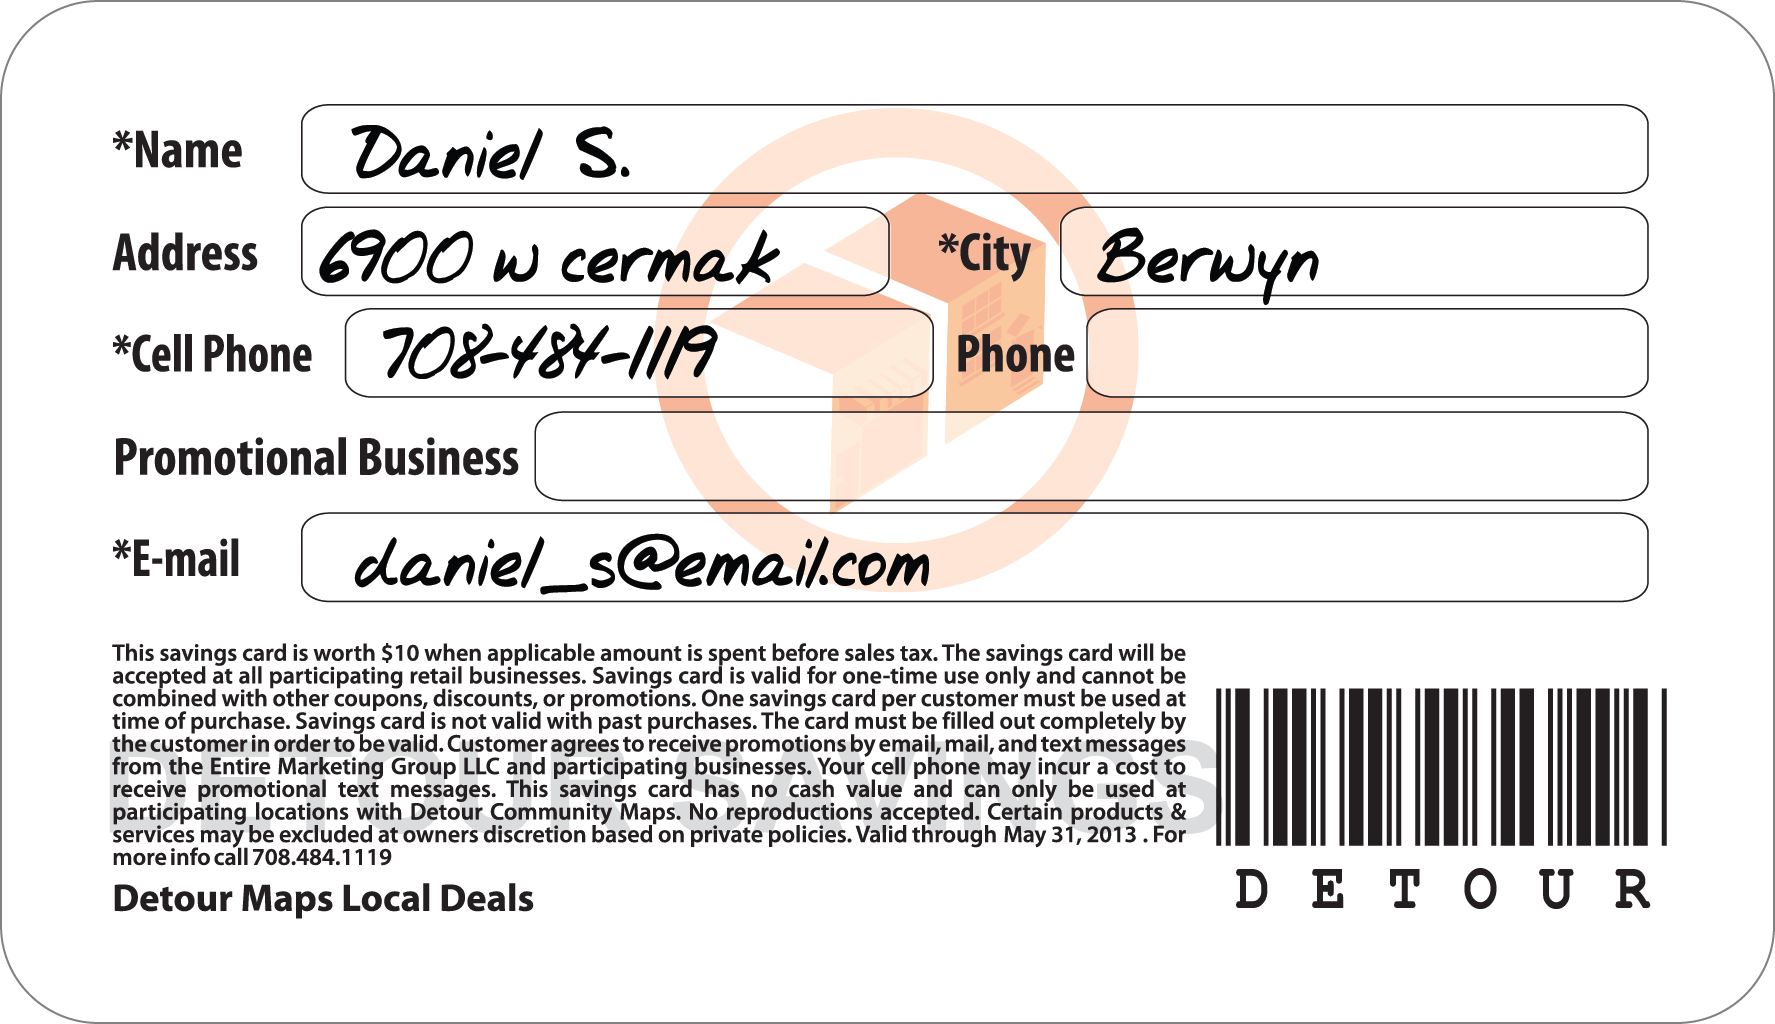 *Name Daniel S.
Address 6900 w cermak *City Berwyn
*Cell Phone 708-484-1119 Phone
Promotional Business
*E-mail daniel_s@email.com
This savings card is worth $10 when applicable amount is spent before sales tax. The savings card will be
accepted at all participating retail businesses. Savings card is valid for one-time use only and cannot be
combined with other coupons, discounts, or promotions. One savings card per customer must be used at
time of purchase. Savings card is not valid with past purchases. The card must be filled out completely by
the customer in order to be valid. Customer agrees to receive promotions by email, mail, and text messages
from the Entire Marketing Group LLC and participating businesses. Your cell phone may incur a cost to
receive promotional text messages. This savings card has no cash value and can only be used at
participating locations with Detour Community Maps. No reproductions accepted. Certain products &
services may be excluded at owners discretion based on private policies. Valid through May 31, 2013 . For
more info call 708.484.1119
DETOUR SAVINGS
Detour Maps Local Deals
DETOUR